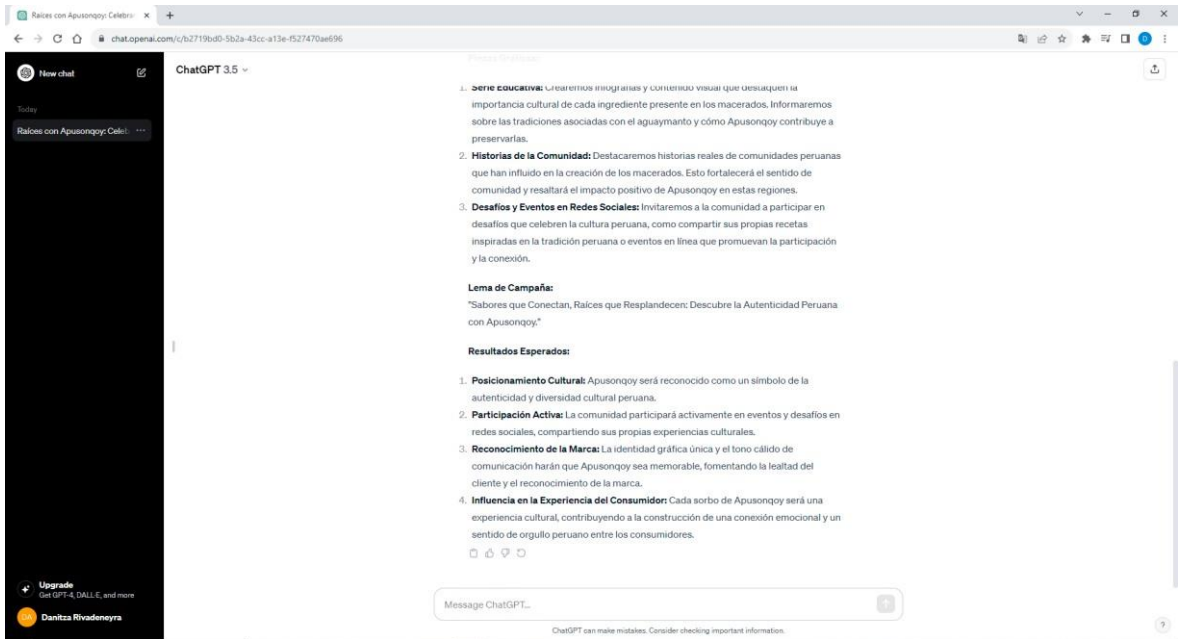 Raíces con Apusonqoy: Celebra
chat.openai.com/c/b2719bd0-5b2a-43cc-a13e-f527470ae696
New chat
ChatGPT 3.5
Today
Raíces con Apusonqoy: Celeb
1. Serie Educativa: Crearemos infografías y contenido visual que destaquen la
importancia cultural de cada ingrediente presente en los macerados. Informaremos
sobre las tradiciones asociadas con el aguaymanto y cómo Apusonqoy contribuye a
preservarlas.
2. Historias de la Comunidad: Destacaremos historias reales de comunidades peruanas
que han influido en la creación de los macerados. Esto fortalecerá el sentido de
comunidad y resaltará el impacto positivo de Apusonqoy en estas regiones.
3. Desafíos y Eventos en Redes Sociales: Invitaremos a la comunidad a participar en
desafíos que celebren la cultura peruana, como compartir sus propias recetas
inspiradas en la tradición peruana o eventos en línea que promuevan la participación
y la conexión.
Lema de Campaña:
"Sabores que Conectan, Raíces que Resplandecen: Descubre la Autenticidad Peruana
con Apusonqoy."
Resultados Esperados:
1. Posicionamiento Cultural: Apusonqoy será reconocido como un símbolo de la
autenticidad y diversidad cultural peruana.
2. Participación Activa: La comunidad participará activamente en eventos y desafíos en
redes sociales, compartiendo sus propias experiencias culturales.
3. Reconocimiento de la Marca: La identidad gráfica única y el tono cálido de
comunicación harán que Apusonqoy sea memorable, fomentando la lealtad del
cliente y el reconocimiento de la marca.
4. Influencia en la Experiencia del Consumidor: Cada sorbo de Apusonqoy será una
experiencia cultural, contribuyendo a la construcción de una conexión emocional y un
sentido de orgullo peruano entre los consumidores.
Upgrade
Get GPT-4, DALL·E, and more
DA Danitza Rivadeneyra
Message ChatGPT...
ChatGPT can make mistakes. Consider checking important information.
?